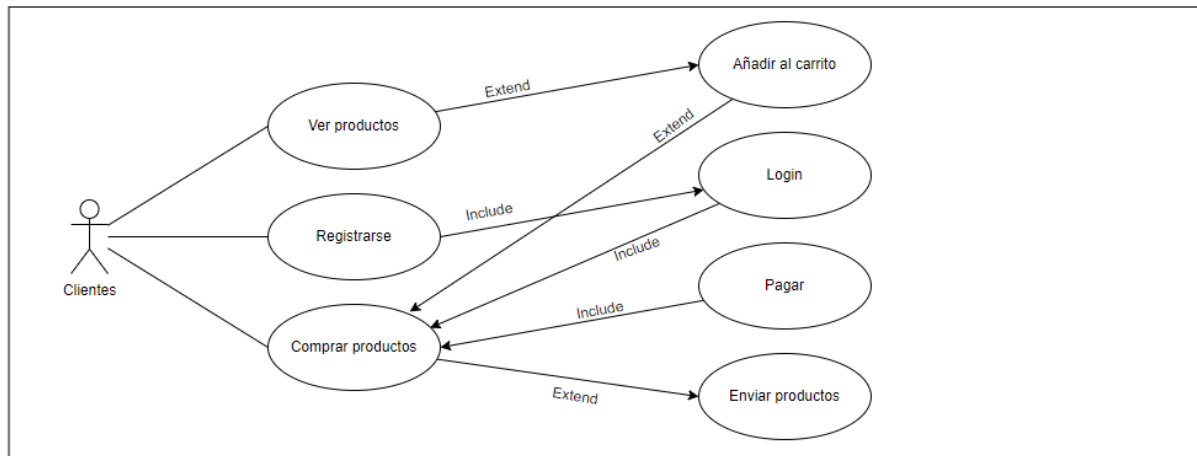 Añadir al carrito
Extend
Ver productos
Extend
Login
Include
Registrarse
Include
Clientes
Pagar
Include
Comprar productos
Extend
Enviar productos